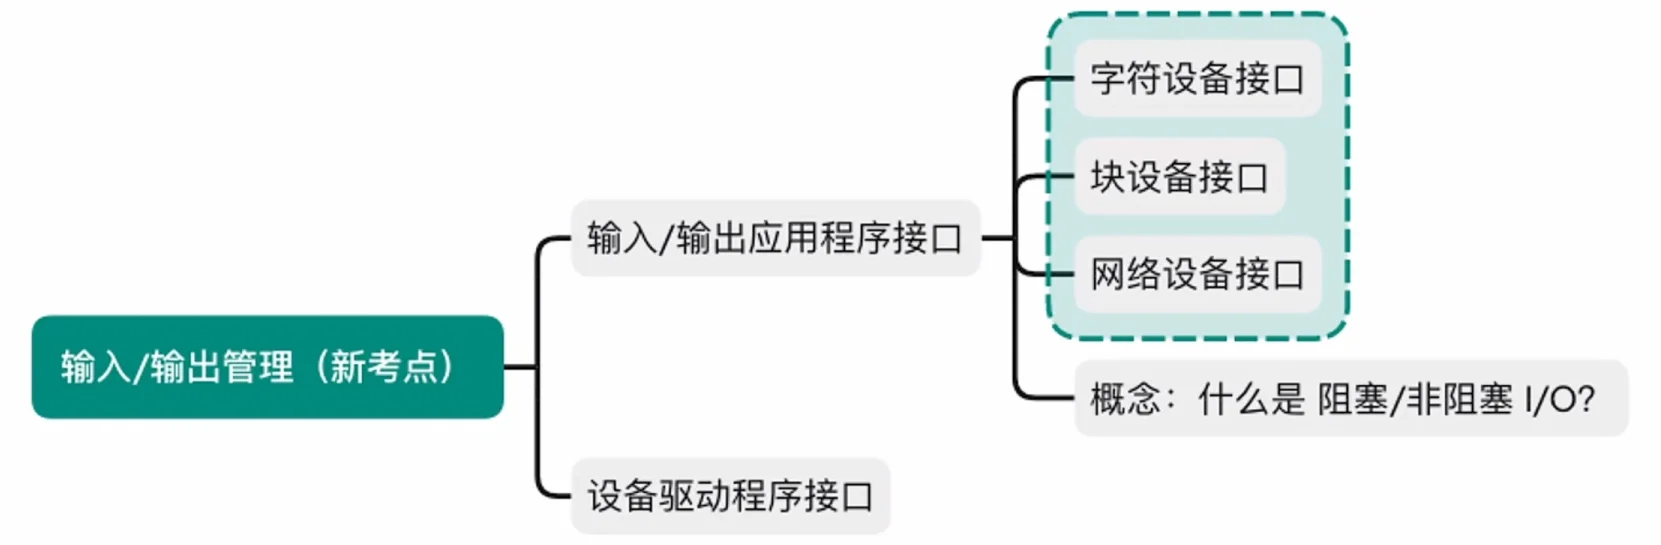 输入/输出管理（新考点）
输入/输出应用程序接口
字符设备接口
块设备接口
网络设备接口
概念：什么是 阻塞/非阻塞 I/O?
设备驱动程序接口